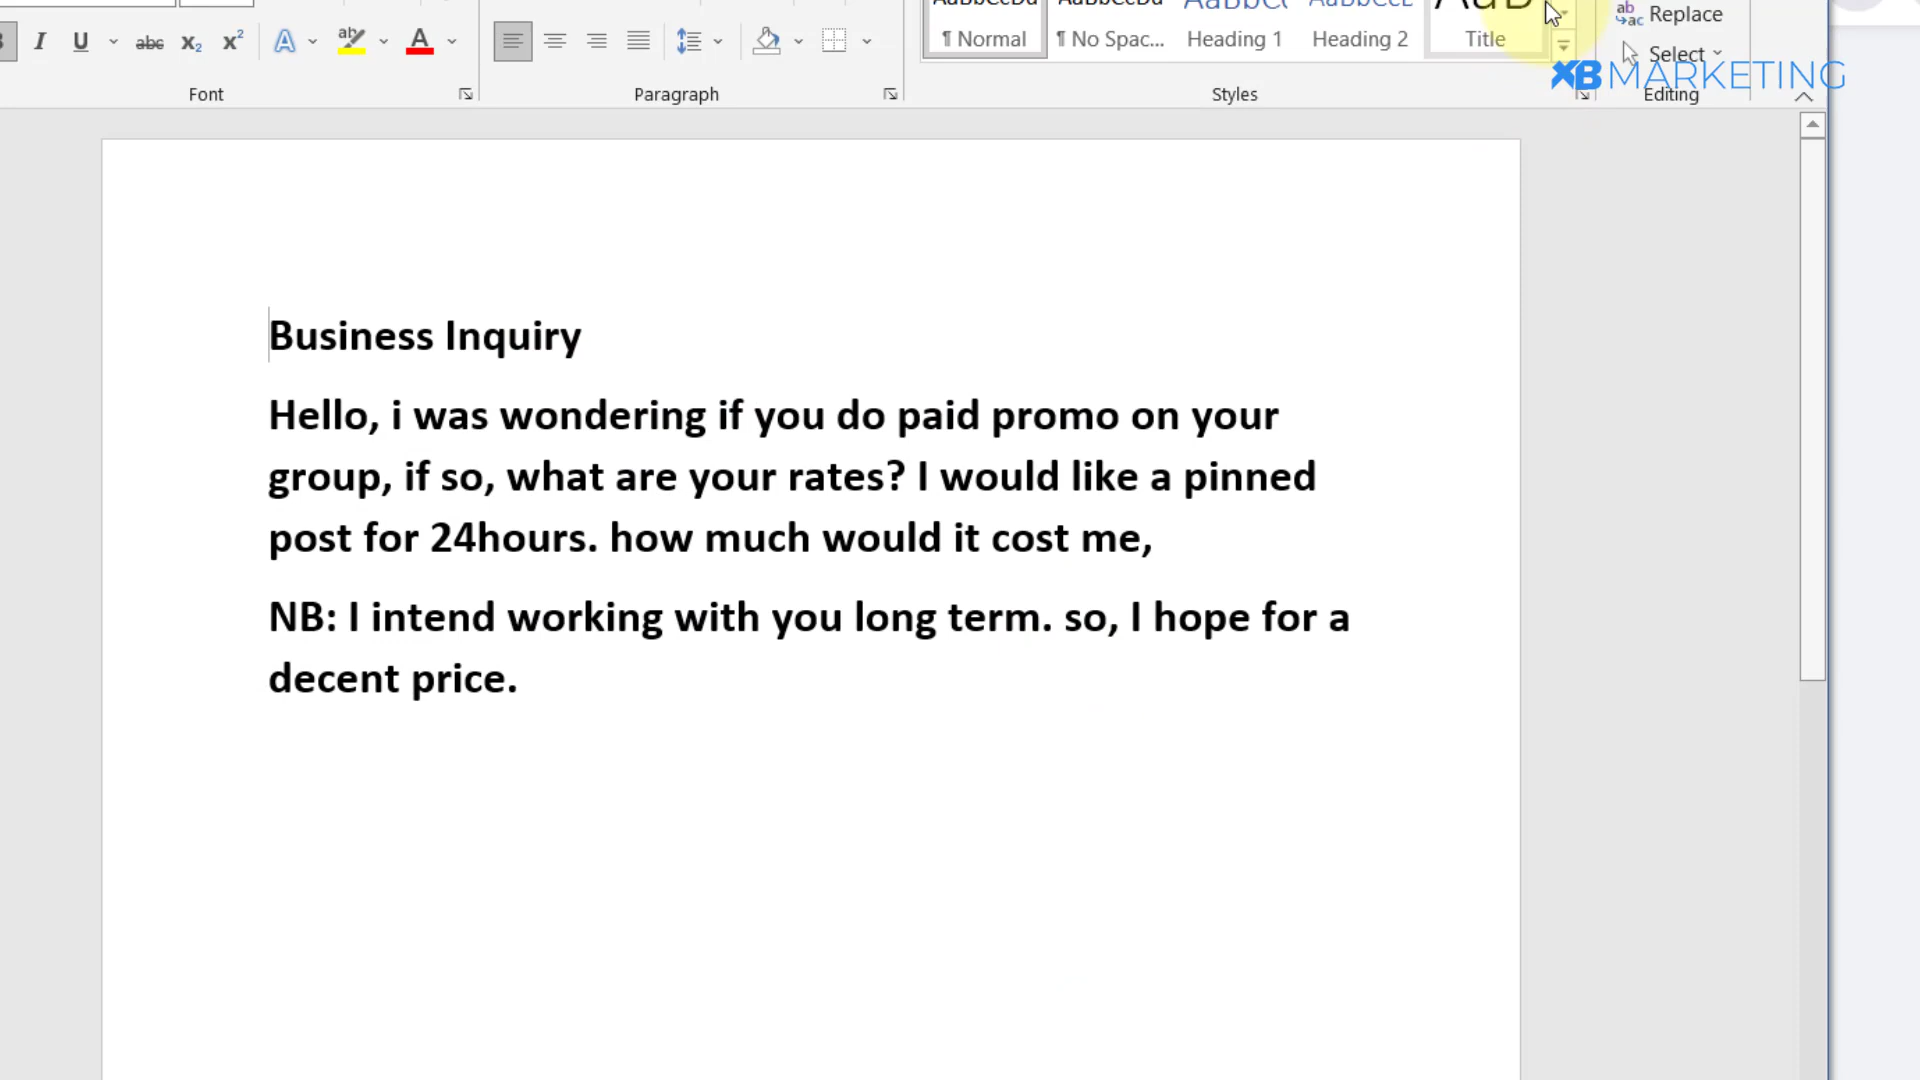 Replace
¶ Normal
¶ No Spac...
Heading 1
Heading 2
Title
Select
XB MARKETING
Font
Paragraph
Styles
Editing
Business Inquiry
Hello, i was wondering if you do paid promo on your
group, if so, what are your rates? I would like a pinned
post for 24hours. how much would it cost me,
NB: I intend working with you long term. so, I hope for a
decent price.